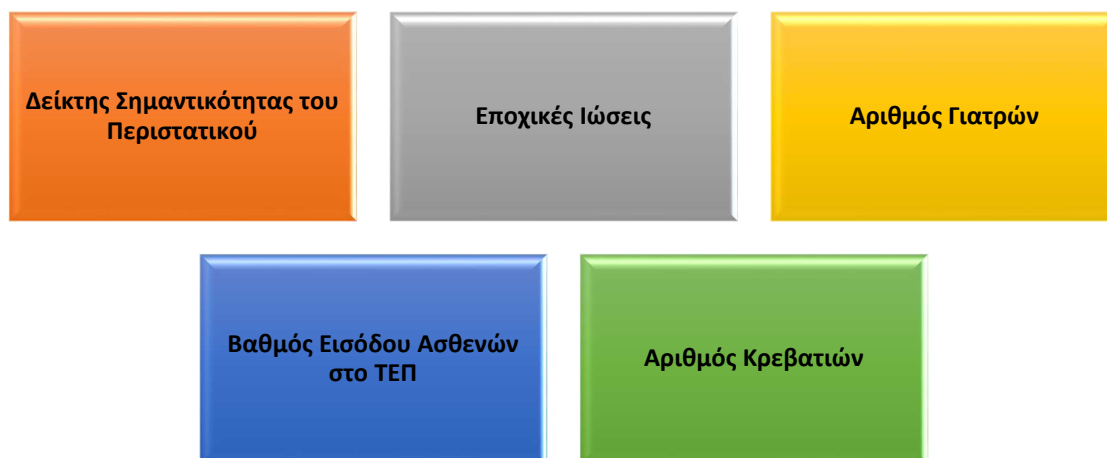 Δείκτης Σημαντικότητας του
Περιστατικού
Εποχικές Ιώσεις
Αριθμός Γιατρών
Βαθμός Εισόδου Ασθενών
στο ΤΕΠ
Αριθμός Κρεβατιών